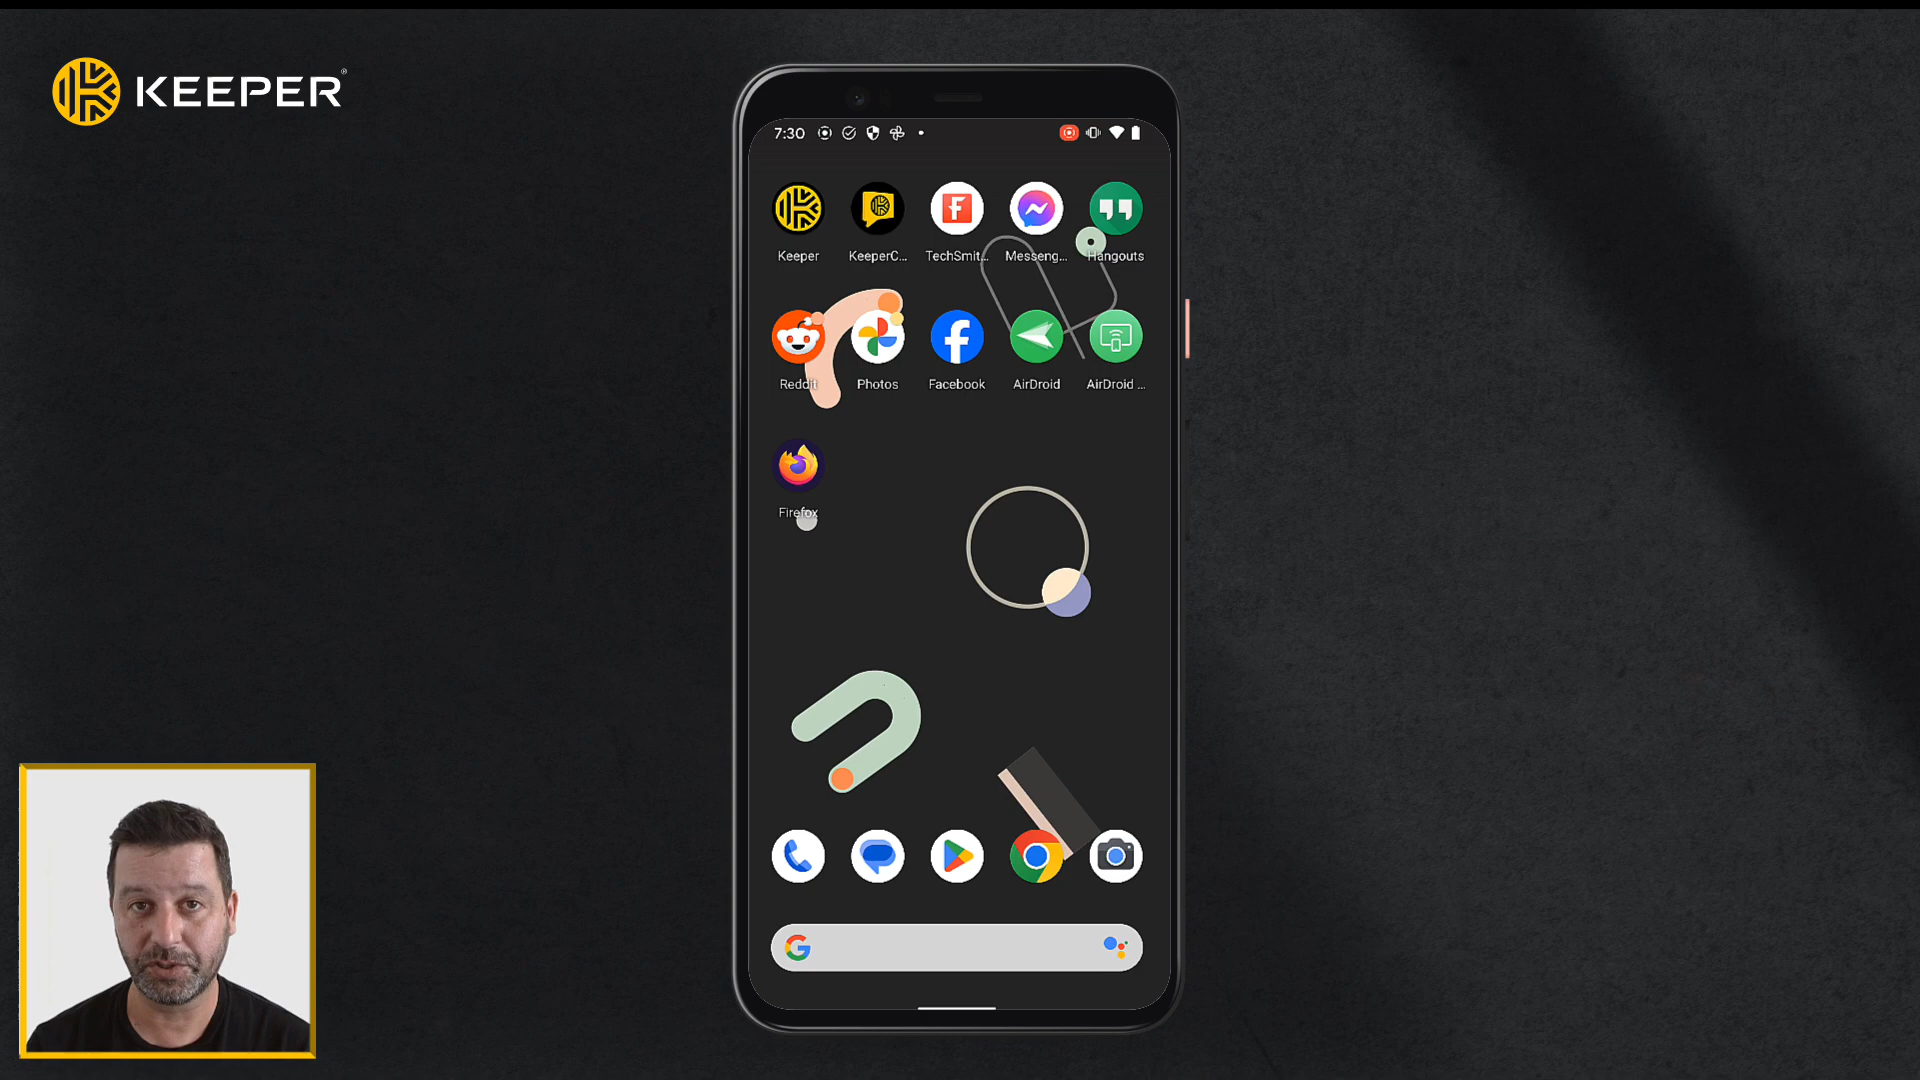 KEEPER®
7:30
Keeper
KeeperC...
TechSmit...
Messeng...
Hangouts
Reddit
Photos
Facebook
AirDroid
AirDroid ...
Firefox